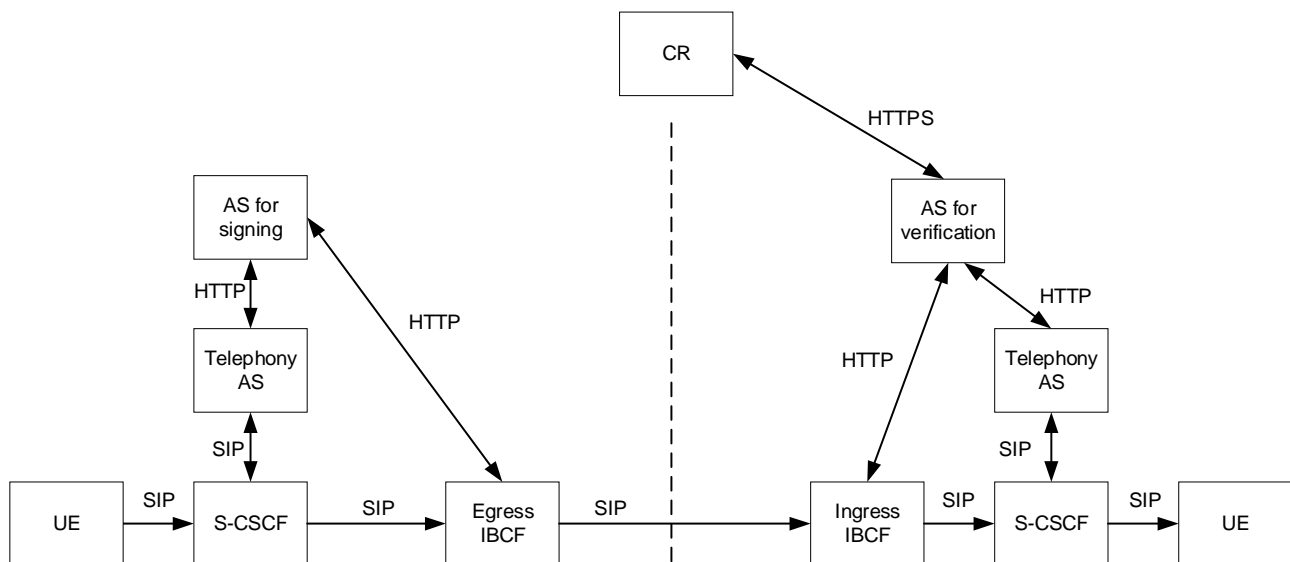 CR
HTTPS
AS for
signing
AS for
verification
HTTP
HTTP
HTTP
HTTP
Telephony
AS
Telephony
AS
SIP
SIP
UE
SIP
S-CSCF
SIP
Egress
IBCF
SIP
Ingress
IBCF
SIP
S-CSCF
SIP
UE